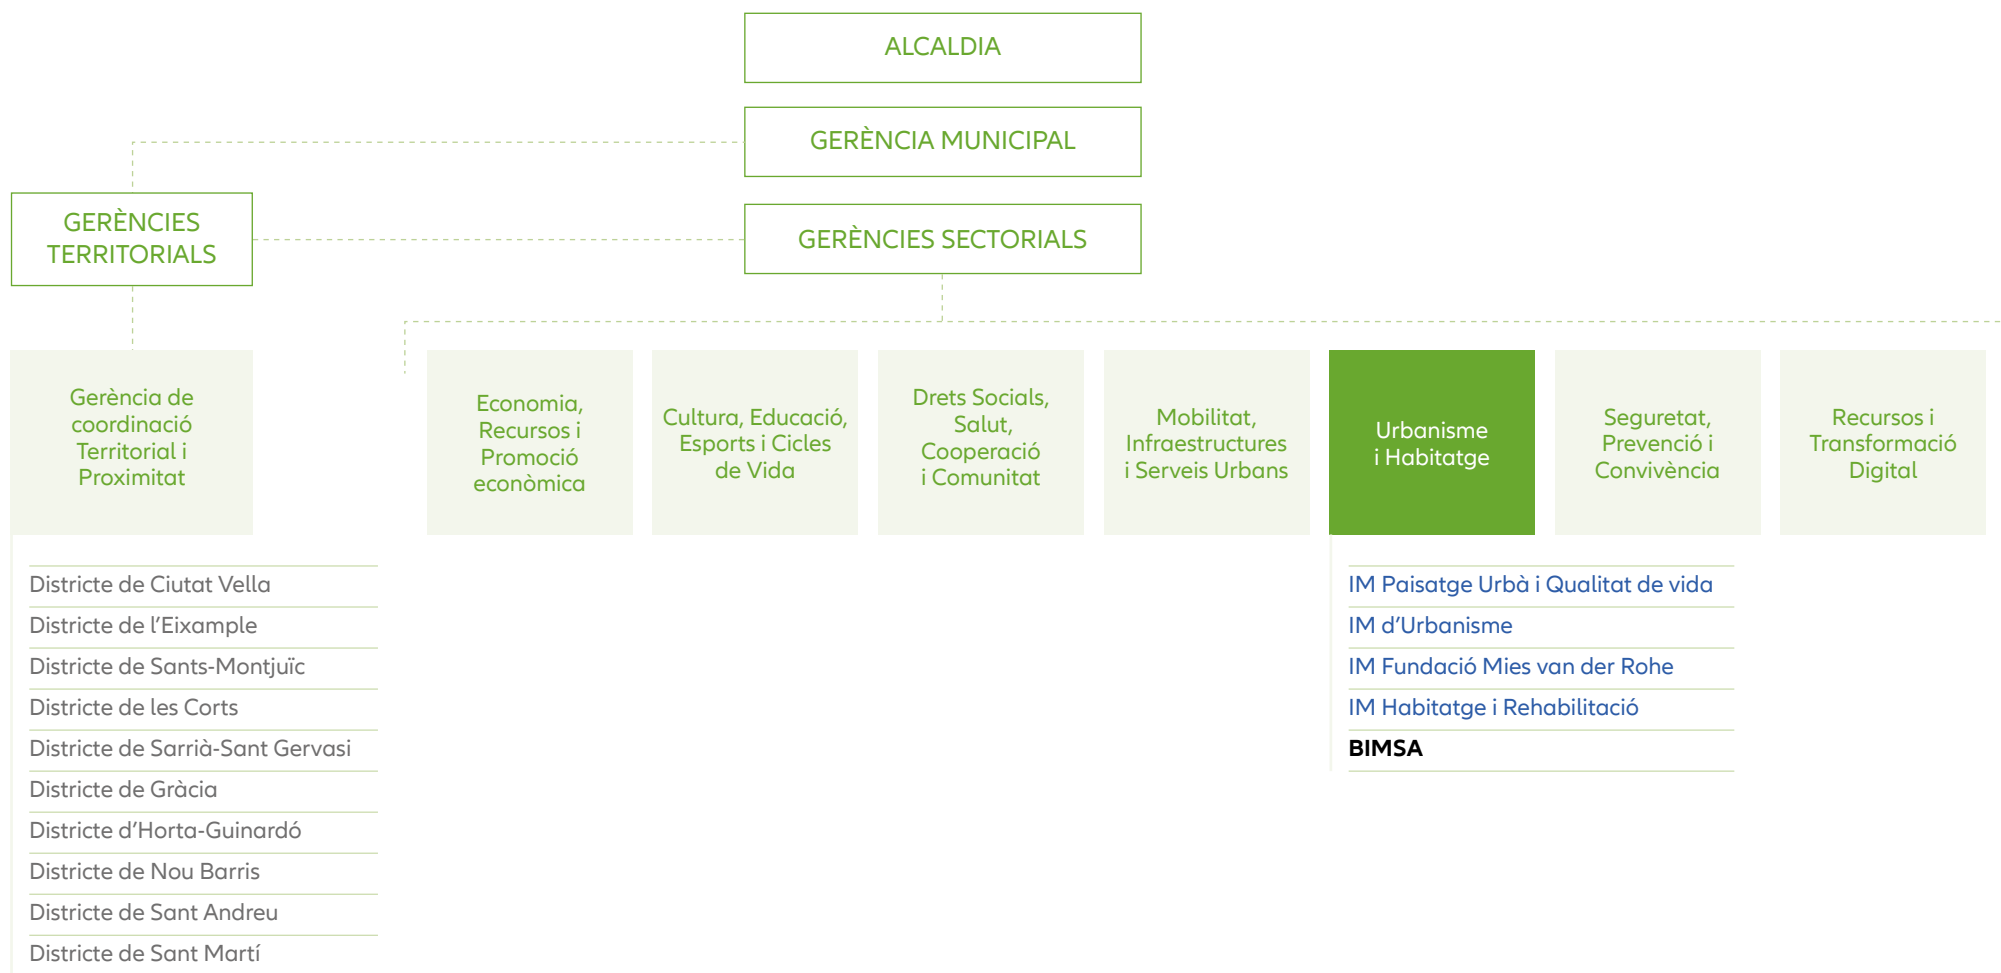 ALCALDIA
GERÈNCIA MUNICIPAL
GERÈNCIES
TERRITORIALS
GERÈNCIES SECTORIALS
Gerència de
coordinació
Territorial i
Proximitat
Economia,
Recursos i
Promoció
econòmica
Cultura, Educació,
Esports i Cicles
de Vida
Drets Socials,
Salut,
Cooperació
i Comunitat
Mobilitat,
Infraestructures
i Serveis Urbans
Urbanisme
i Habitatge
Seguretat,
Prevenció i
Convivència
Recursos i
Transformació
Digital
Districte de Ciutat Vella
Districte de l’Eixample
Districte de Sants-Montjuïc
Districte de les Corts
Districte de Sarrià-Sant Gervasi
Districte de Gràcia
Districte d’Horta-Guinardó
Districte de Nou Barris
Districte de Sant Andreu
Districte de Sant Martí
IM Paisatge Urbà i Qualitat de vida
IM d’Urbanisme
IM Fundació Mies van der Rohe
IM Habitatge i Rehabilitació
BIMSA